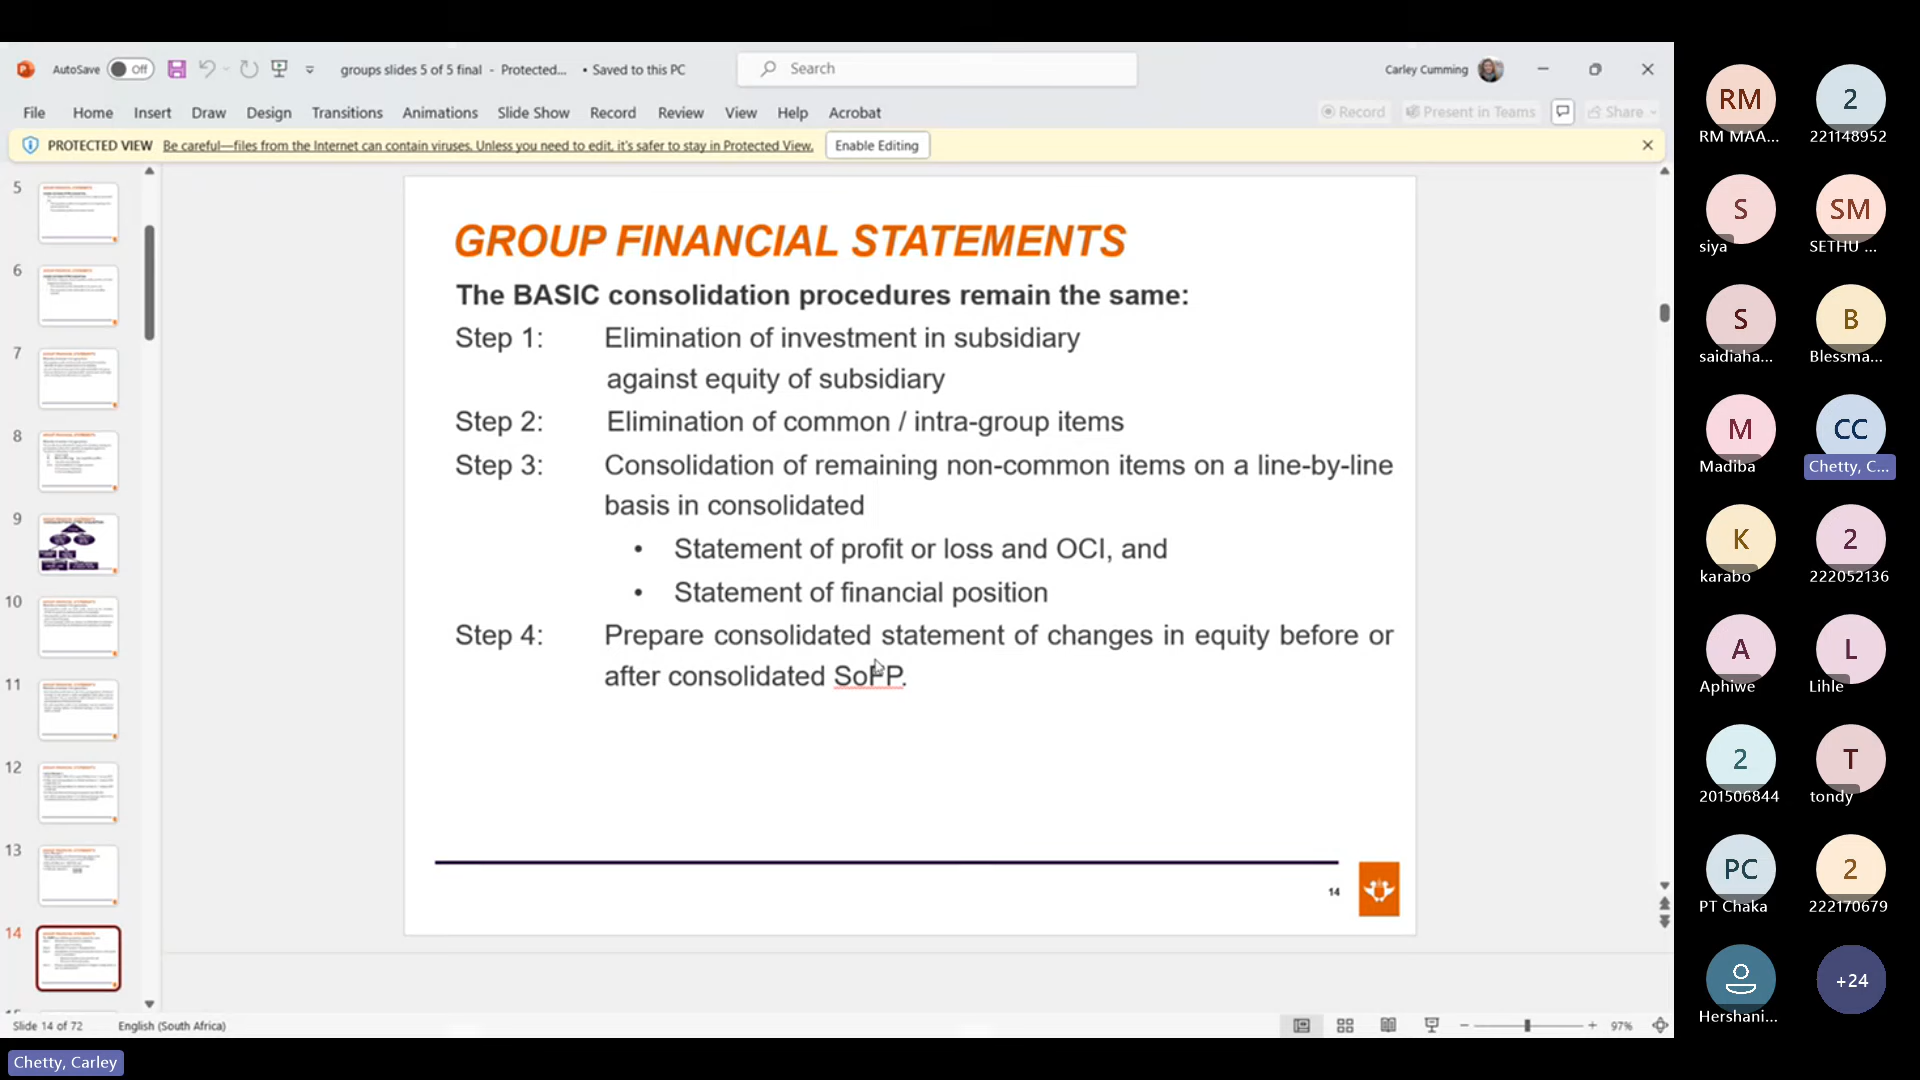 AutoSave Off groups slides 5 of 5 final - Protected... • Saved to this PC Search Carley Cumming
File Home Insert Draw Design Transitions Animations Slide Show Record Review View Help Acrobat Record Present in Teams Share
PROTECTED VIEW Be careful—files from the Internet can contain viruses. Unless you need to edit, it's safer to stay in Protected View. Enable Editing
5
6
7
8
9
10
11
12
13
14
GROUP FINANCIAL STATEMENTS
The BASIC consolidation procedures remain the same:
Step 1: Elimination of investment in subsidiary
against equity of subsidiary
Step 2: Elimination of common / intra-group items
Step 3: Consolidation of remaining non-common items on a line-by-line
basis in consolidated
• Statement of profit or loss and OCI, and
• Statement of financial position
Step 4: Prepare consolidated statement of changes in equity before or
after consolidated SoFP.
14
Slide 14 of 72 English (South Africa) 97%
Chetty, Carley
RM 2
RM MAA... 221148952
S SM
siya SETHU ...
S B
saidiaha... Blessma...
M CC
Madiba Chetty, C...
K 2
karabo 222052136
A L
Aphiwe Lihle
2 T
201506844 tondy
PC 2
PT Chaka 222170679
+24
Hershani...